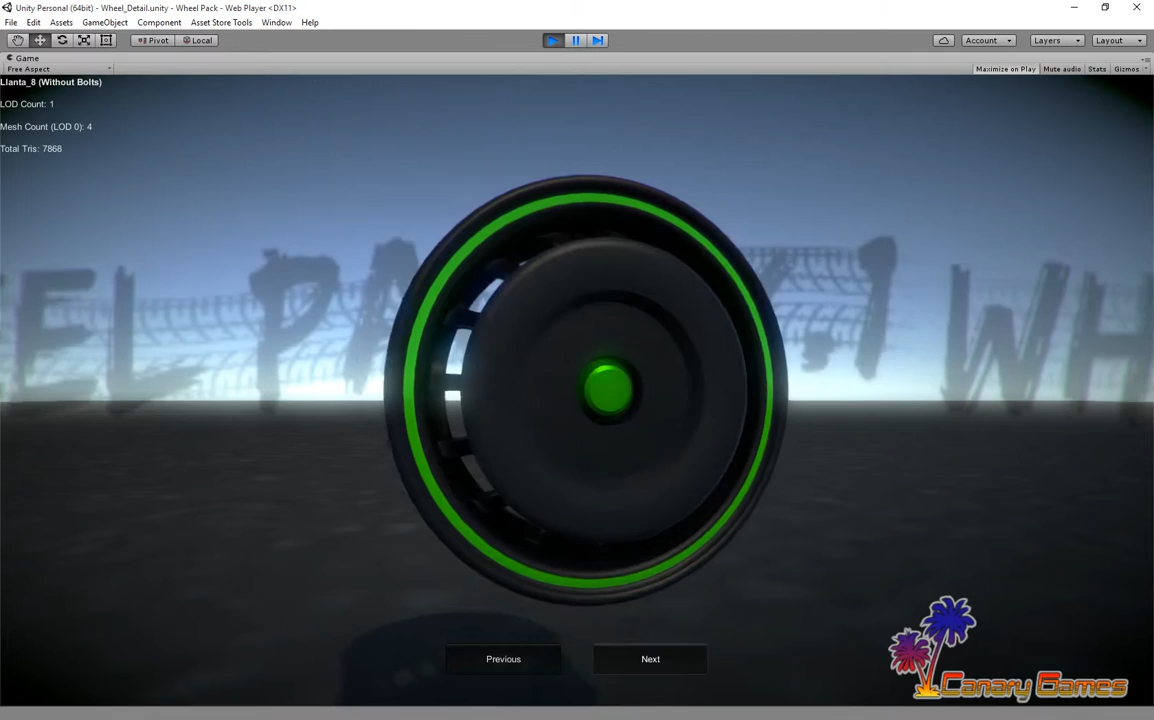 Unity Personal (64bit) - Wheel_Detail.unity - Wheel Pack - Web Player <DX11>
File Edit Assets GameObject Component Asset Store Tools Window Help
Pivot Local Account Layers Layout
Game
Free Aspect Maximize on Play Mute audio Stats Gizmos
Llanta_8 (Without Bolts)
LOD Count: 1
Mesh Count (LOD 0): 4
Total Tris: 7868
Previous Next
Canary Games